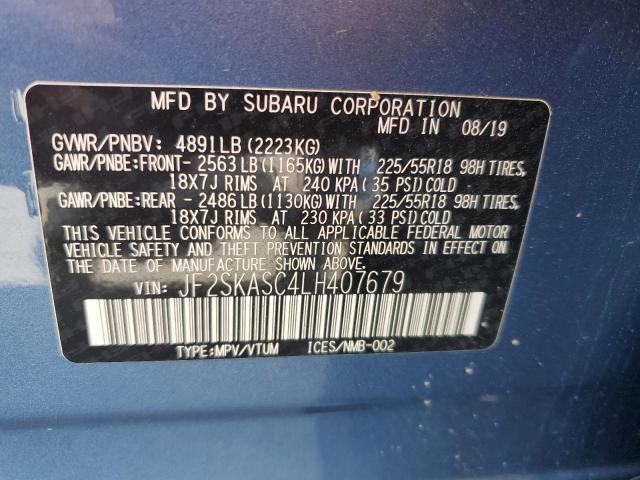 MFD BY SUBARU CORPORATION
MFD IN 08/19
GVWR/PNBV: 4891LB (2223KG)
GAWR/PNBE:FRONT- 2563LB (1165KG) WITH 225/55R18 98H TIRES,
18X7J RIMS AT 240 KPA (35 PSI) COLD
GAWR/PNBE:REAR - 2486LB (1130KG) WITH 225/55R18 98H TIRES,
18X7J RIMS AT 230 KPA (33 PSI) COLD
THIS VEHICLE CONFORMS TO ALL APPLICABLE FEDERAL MOTOR
VEHICLE SAFETY AND THEFT PREVENTION STANDARDS IN EFFECT ON
THE DATE OF MANUFACTURE SHOWN ABOVE.
VIN: JF2SKASC4LH407679
TYPE:MPV/VTUM ICES/NMB-002